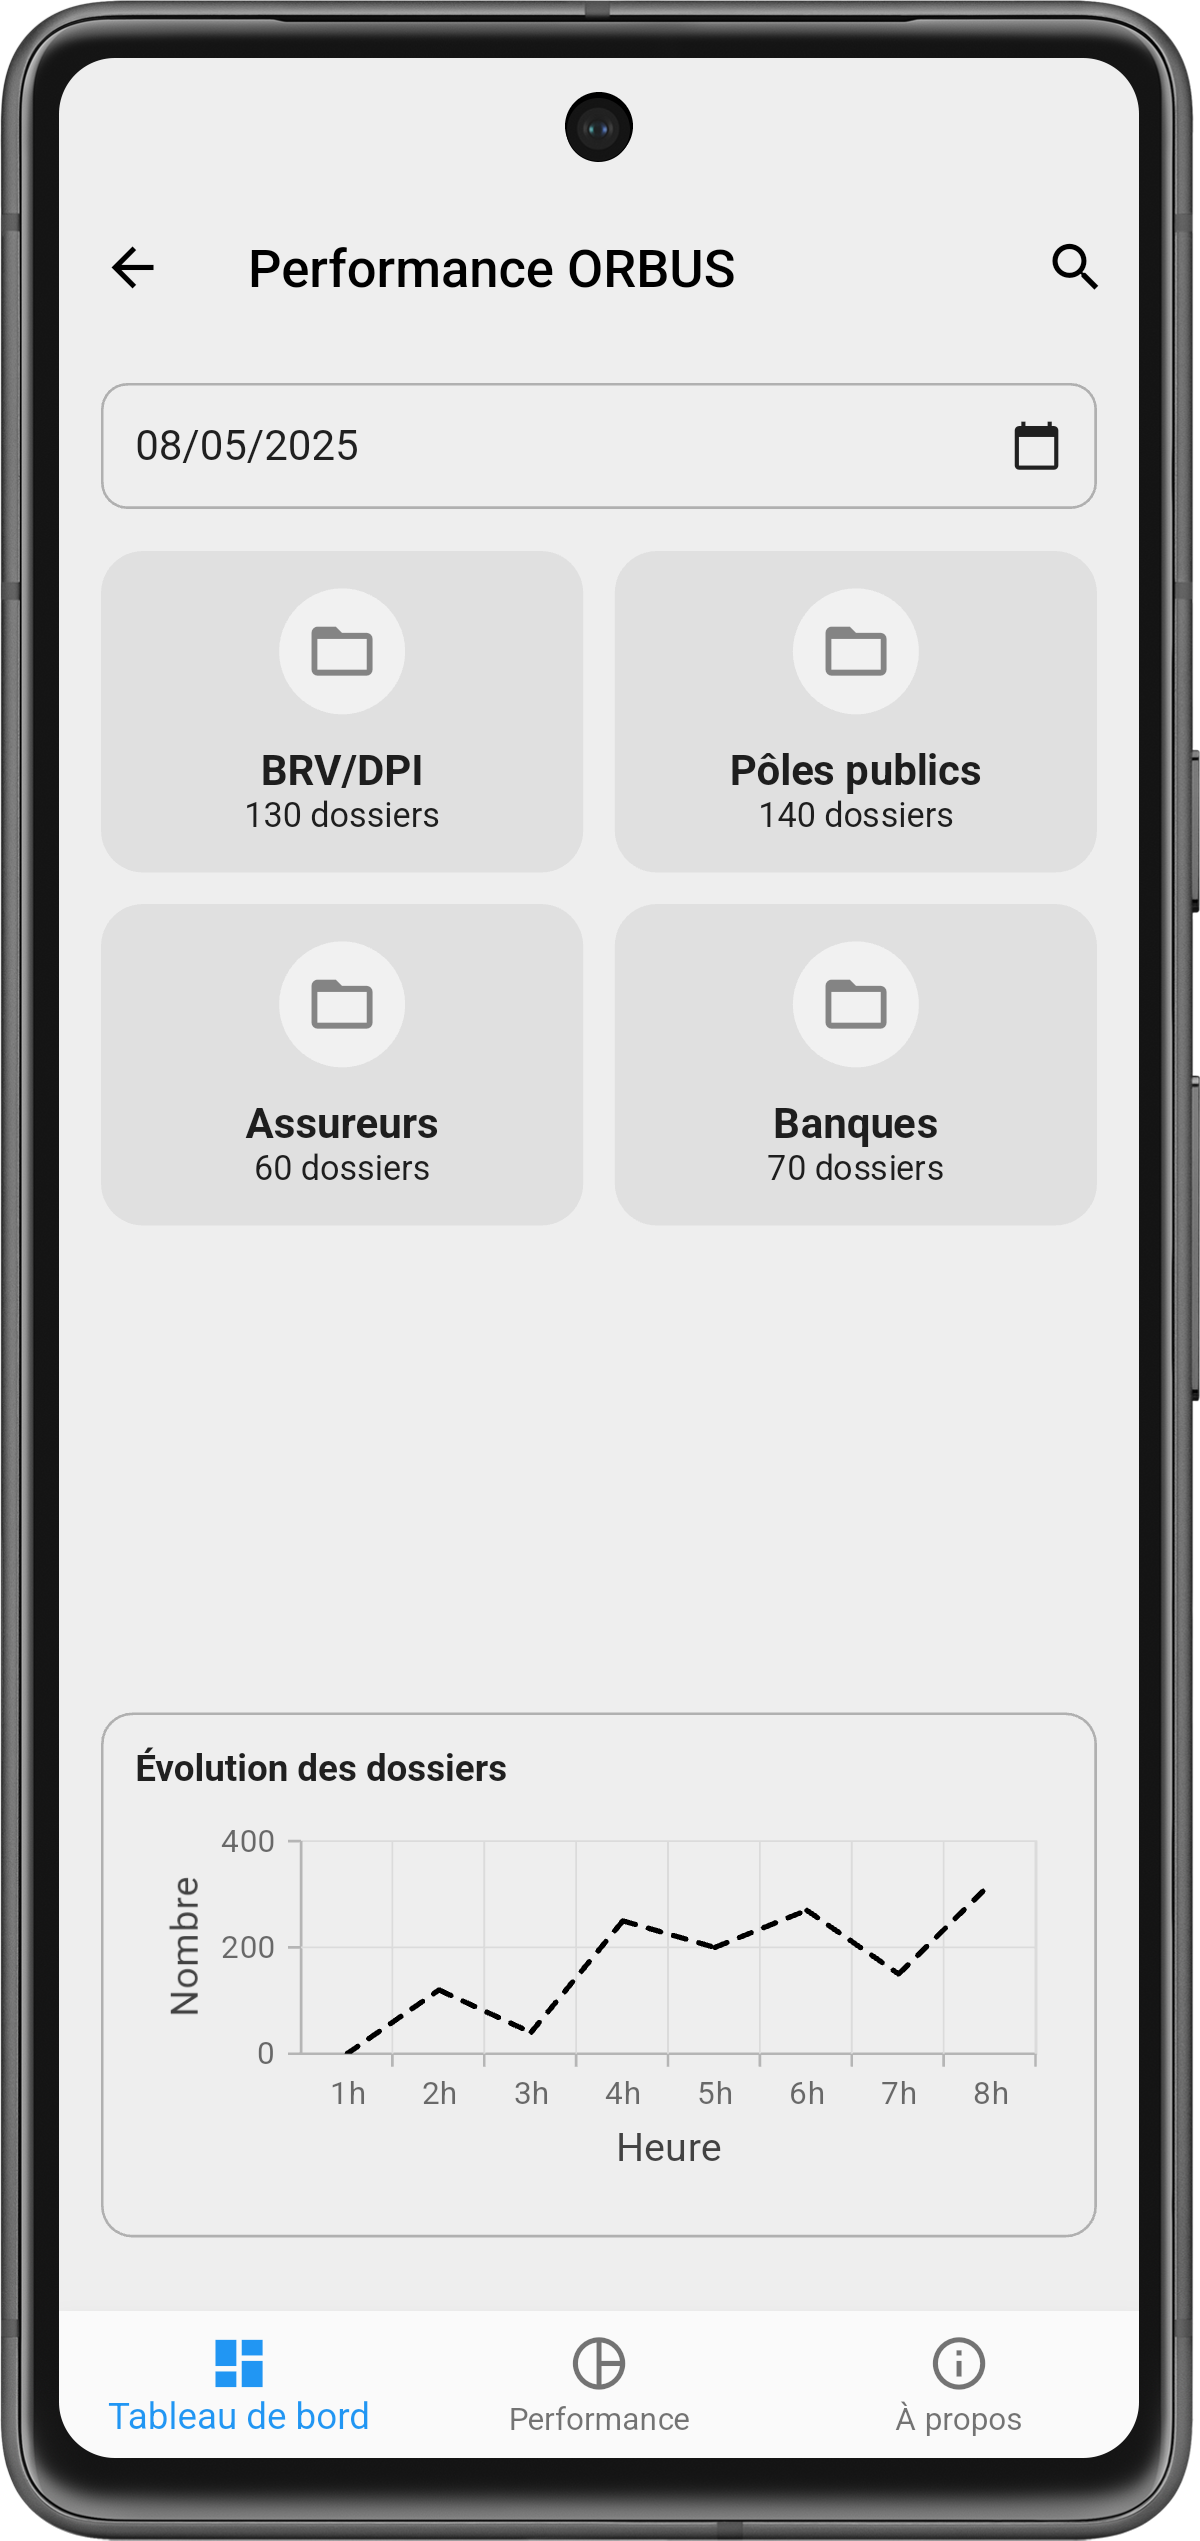 Performance ORBUS
08/05/2025
BRV/DPI
130 dossiers
Pôles publics
140 dossiers
Assureurs
60 dossiers
Banques
70 dossiers
Évolution des dossiers
Nombre
400
200
0
1h 2h 3h 4h 5h 6h 7h 8h
Heure
Tableau de bord
Performance
À propos